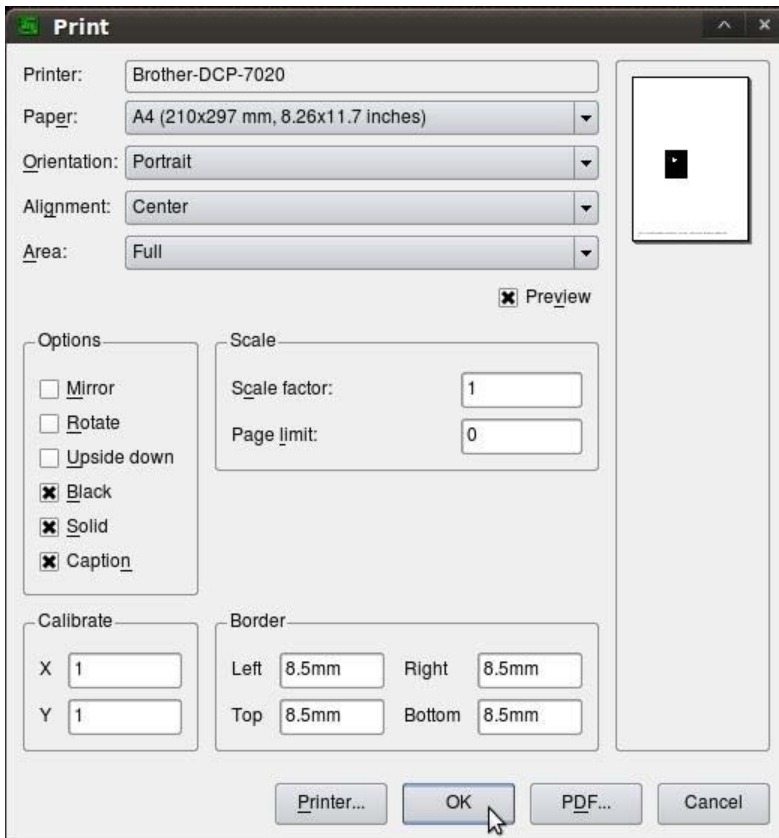 Print
Printer: Brother-DCP-7020
Paper: A4 (210x297 mm, 8.26x11.7 inches)
Orientation: Portrait
Alignment: Center
Area: Full
Preview
Options
Mirror
Rotate
Upside down
Black
Solid
Caption
Scale
Scale factor: 1
Page limit: 0
Calibrate
X 1
Y 1
Border
Left 8.5mm Right 8.5mm
Top 8.5mm Bottom 8.5mm
Printer... OK PDF... Cancel